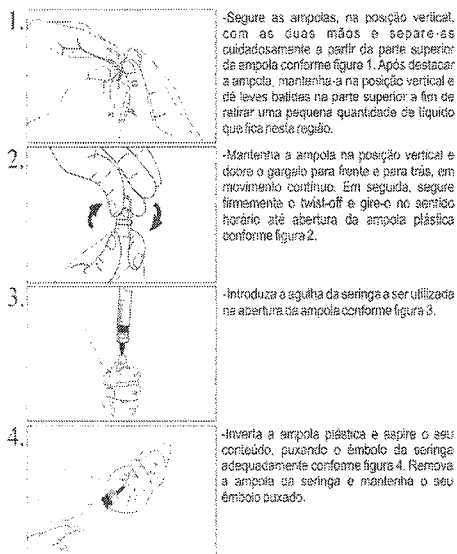 1. -Segure as ampolas, na posição vertical,
com as duas mãos e separe-as
cuidadosamente a partir da parte superior
da ampola conforme figura 1. Após destacar
a ampola, mantenha-a na posição vertical e
dê leves batidas na parte superior a fim de
retirar uma pequena quantidade de líquido
que fica nesta região.
2. -Mantenha a ampola na posição vertical e
dobre o gargalo para frente e para trás, em
movimento contínuo. Em seguida, segure
firmemente o twist-off e gire-o no sentido
horário até abertura da ampola plástica
conforme figura 2.
3. -Introduza a agulha da seringa a ser utilizada
na abertura da ampola conforme figura 3.
4. -Inverta a ampola plástica e aspire o seu
conteúdo, puxando o êmbolo da seringa
adequadamente conforme figura 4. Remova
a ampola da seringa e mantenha o seu
êmbolo puxado.